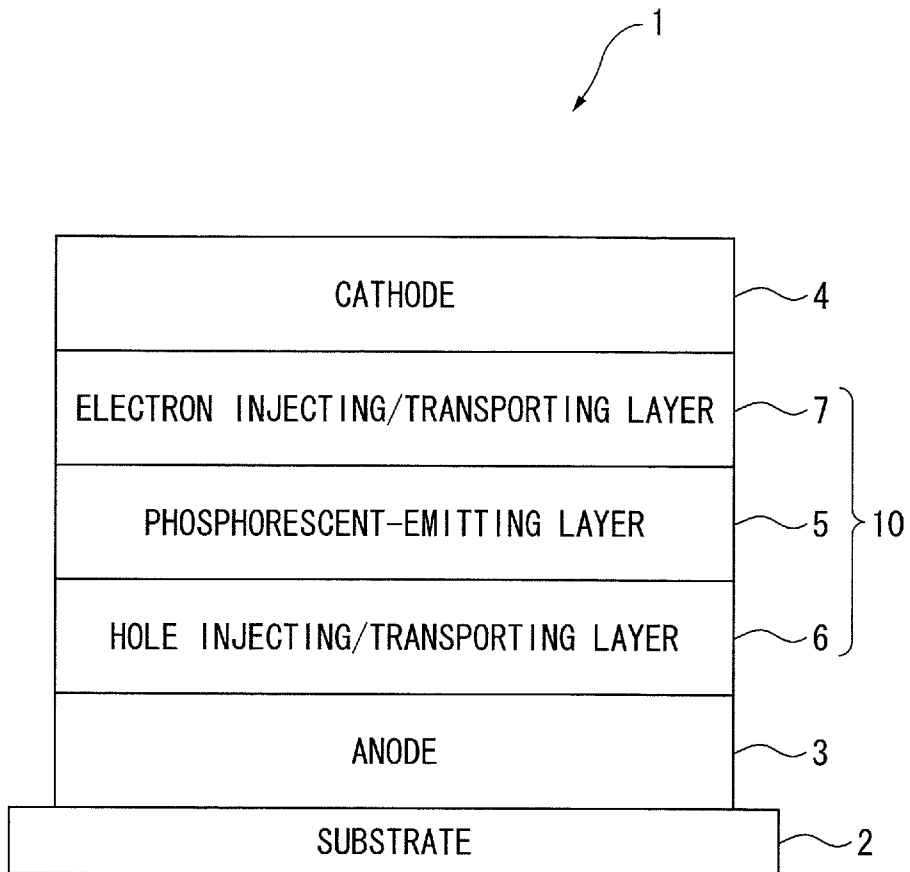 1
CATHODE 4
ELECTRON INJECTING/TRANSPORTING LAYER 7
PHOSPHORESCENT-EMITTING LAYER 5 10
HOLE INJECTING/TRANSPORTING LAYER 6
ANODE 3
SUBSTRATE 2